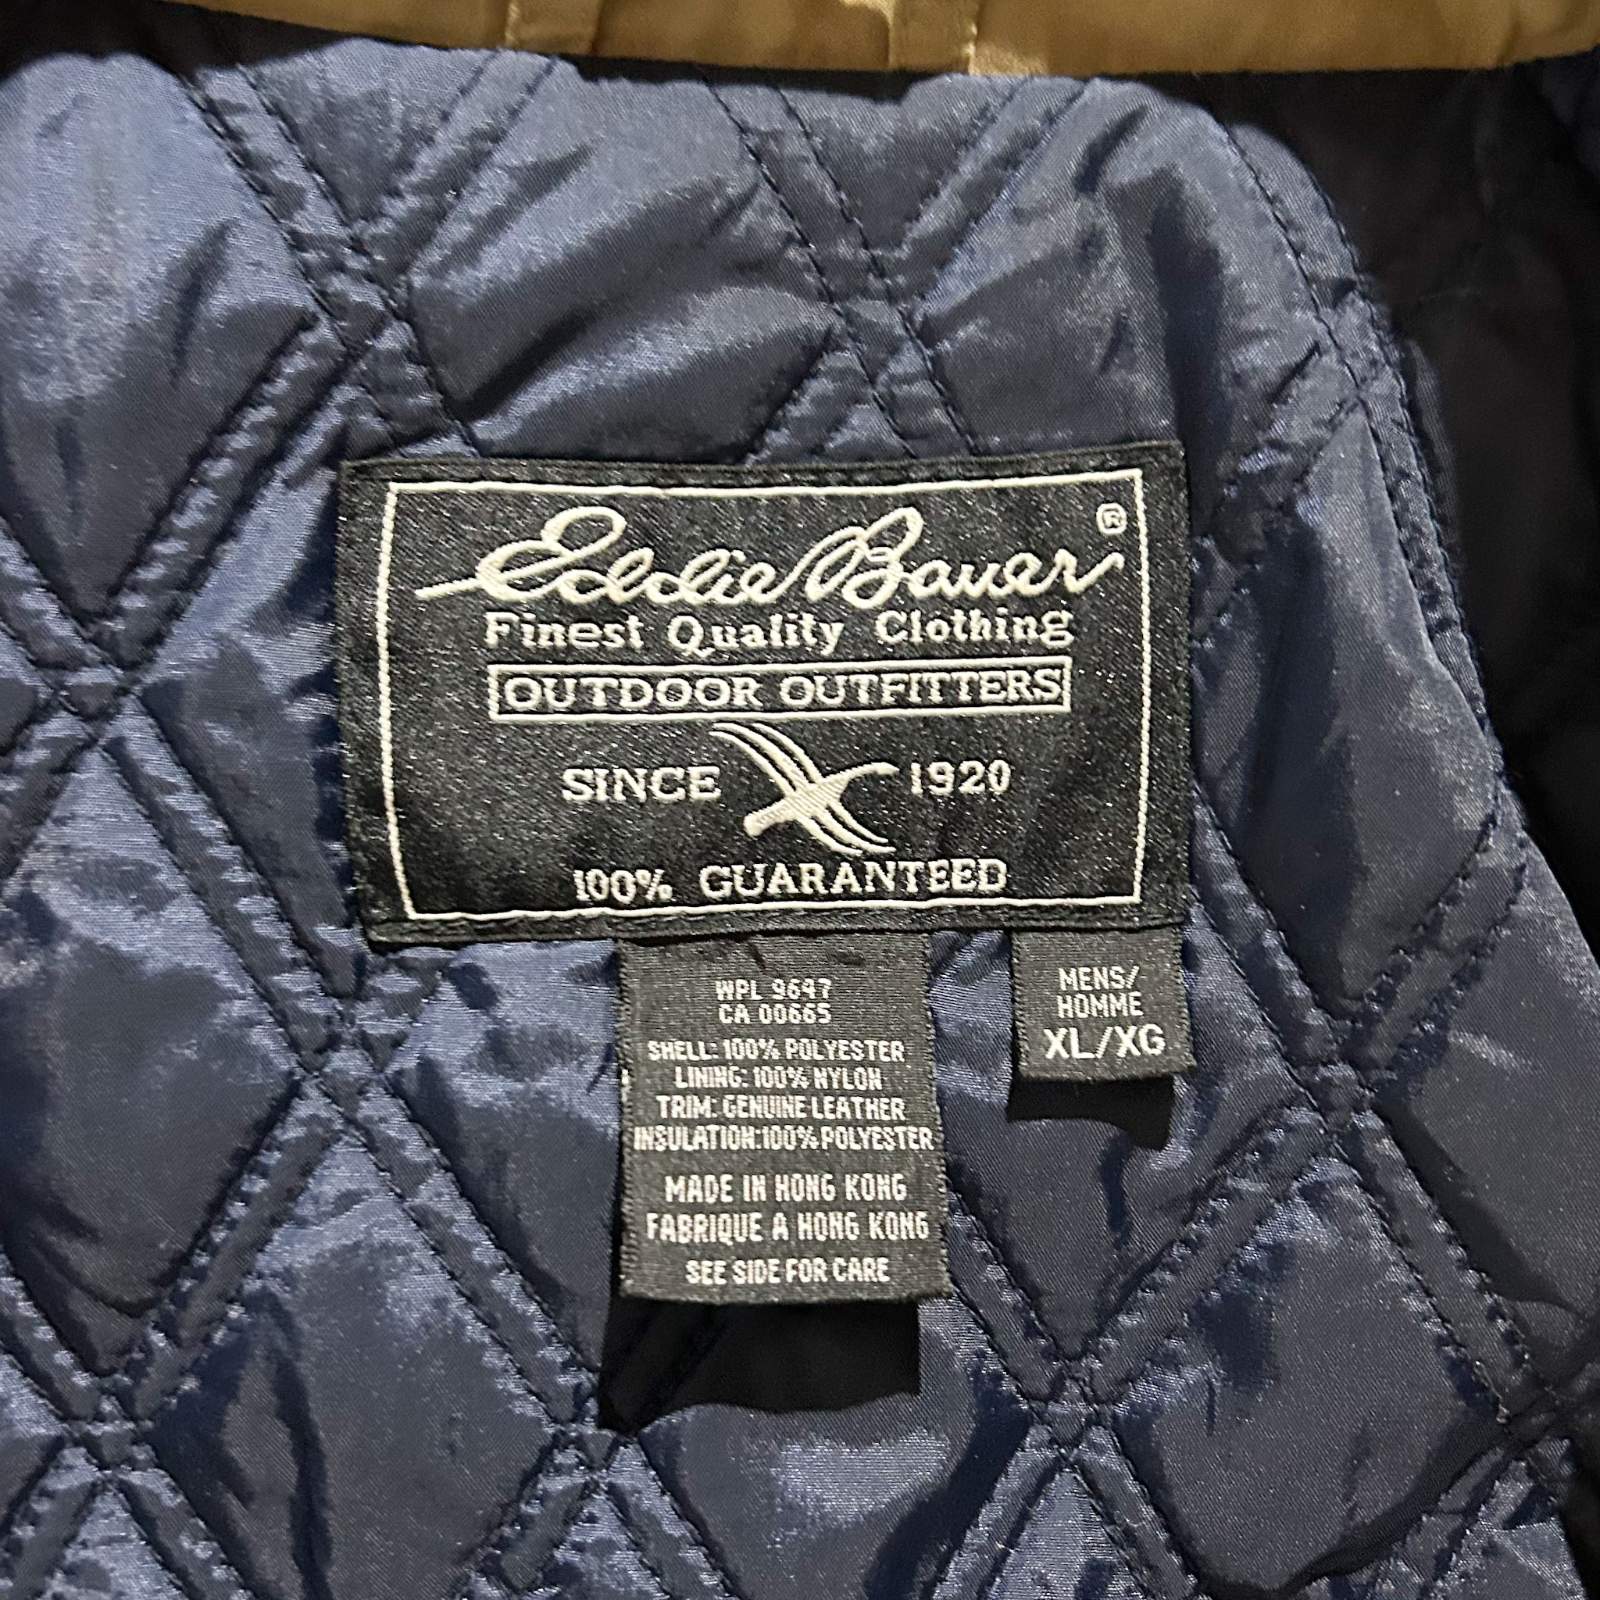 Eddie Bauer ®
Finest Quality Clothing
OUTDOOR OUTFITTERS
SINCE 1920
100% GUARANTEED
WPL 9647
CA 00665
SHELL: 100% POLYESTER
LINING: 100% NYLON
TRIM: GENUINE LEATHER
INSULATION: 100% POLYESTER
MADE IN HONG KONG
FABRIQUE A HONG KONG
SEE SIDE FOR CARE
MENS/
HOMME
XL/XG